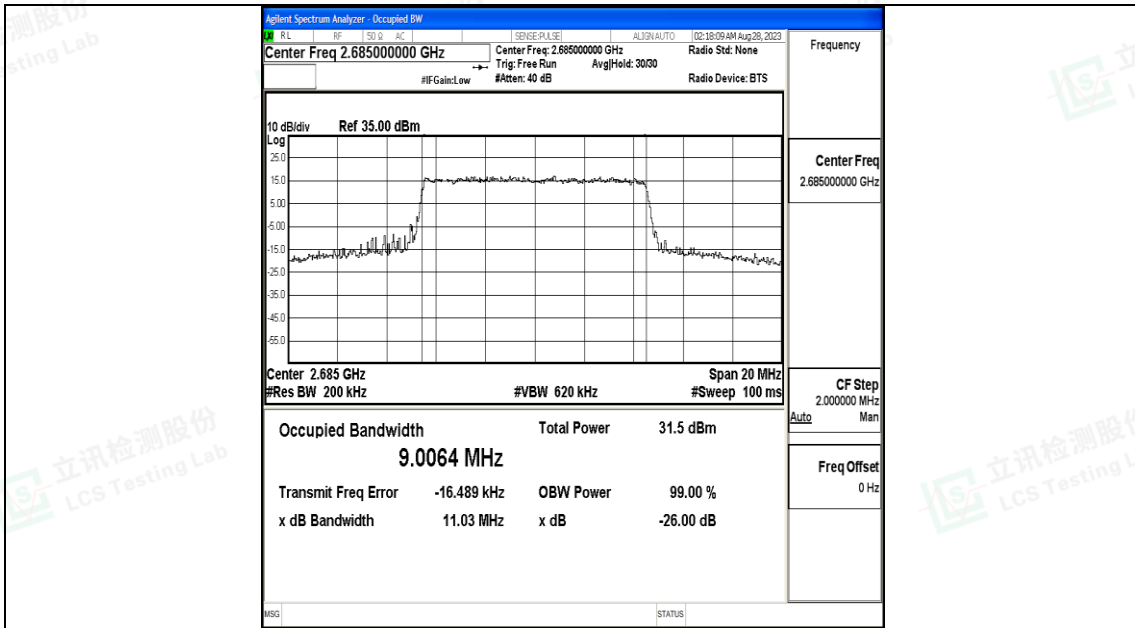 Agilent Spectrum Analyzer - Occupied BW
RL RF 50 Ω AC SENSE:PULSE ALIGN AUTO 02:18:09 AM Aug 28, 2023
Center Freq 2.685000000 GHz
Center Freq: 2.685000000 GHz
Radio Std: None
Trig: Free Run Avg|Hold: 30/30
#IFGain:Low
#Atten: 40 dB
Radio Device: BTS
10 dB/div Ref 35.00 dBm
Log
25.0
15.0
5.00
-5.00
-15.0
-25.0
-35.0
-45.0
-55.0
Center 2.685 GHz Span 20 MHz
#Res BW 200 kHz #VBW 620 kHz #Sweep 100 ms
Occupied Bandwidth Total Power 31.5 dBm
9.0064 MHz
Transmit Freq Error -16.489 kHz OBW Power 99.00 %
x dB Bandwidth 11.03 MHz x dB -26.00 dB
MSG STATUS
Frequency
Center Freq
2.685000000 GHz
CF Step
2.000000 MHz
Auto Man
Freq Offset
0 Hz
测股份
sting Lab
立讯检测股份
LCS Testing Lab
立讯检测股份
LCS Testing L